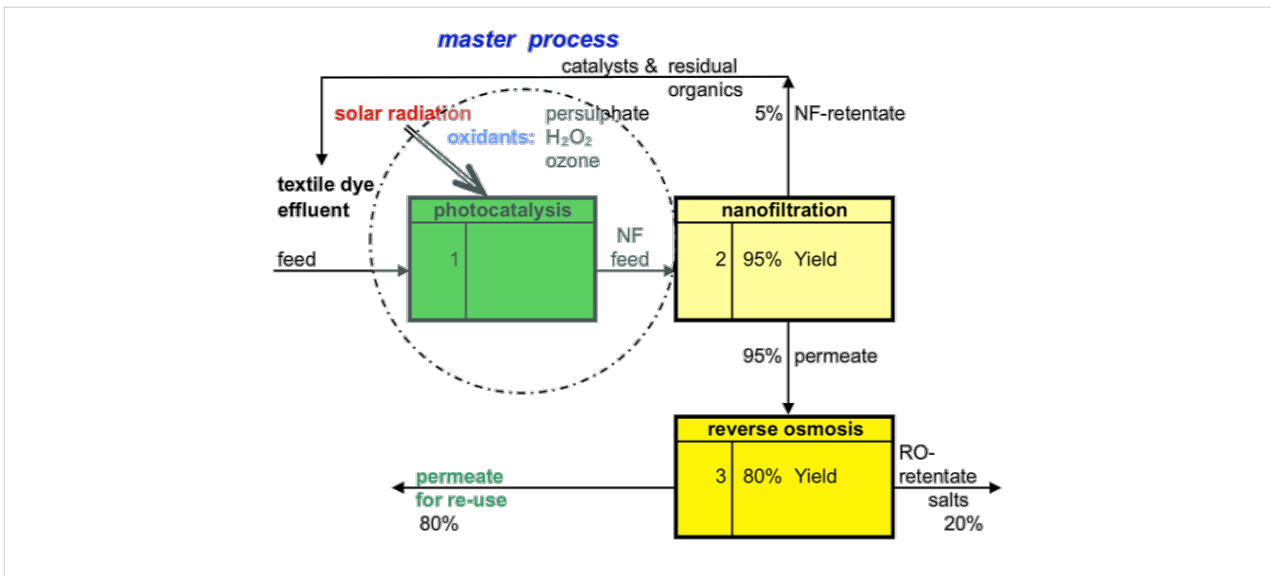 master process
catalysts & residual
organics
solar radiation
persulphate
5% NF-retentate
oxidants: H₂O₂
ozone
textile dye
effluent
photocatalysis
nanofiltration
NF
feed
feed
1
2 95% Yield
95% permeate
reverse osmosis
RO-
retentate
salts
20%
3 80% Yield
permeate
for re-use
80%